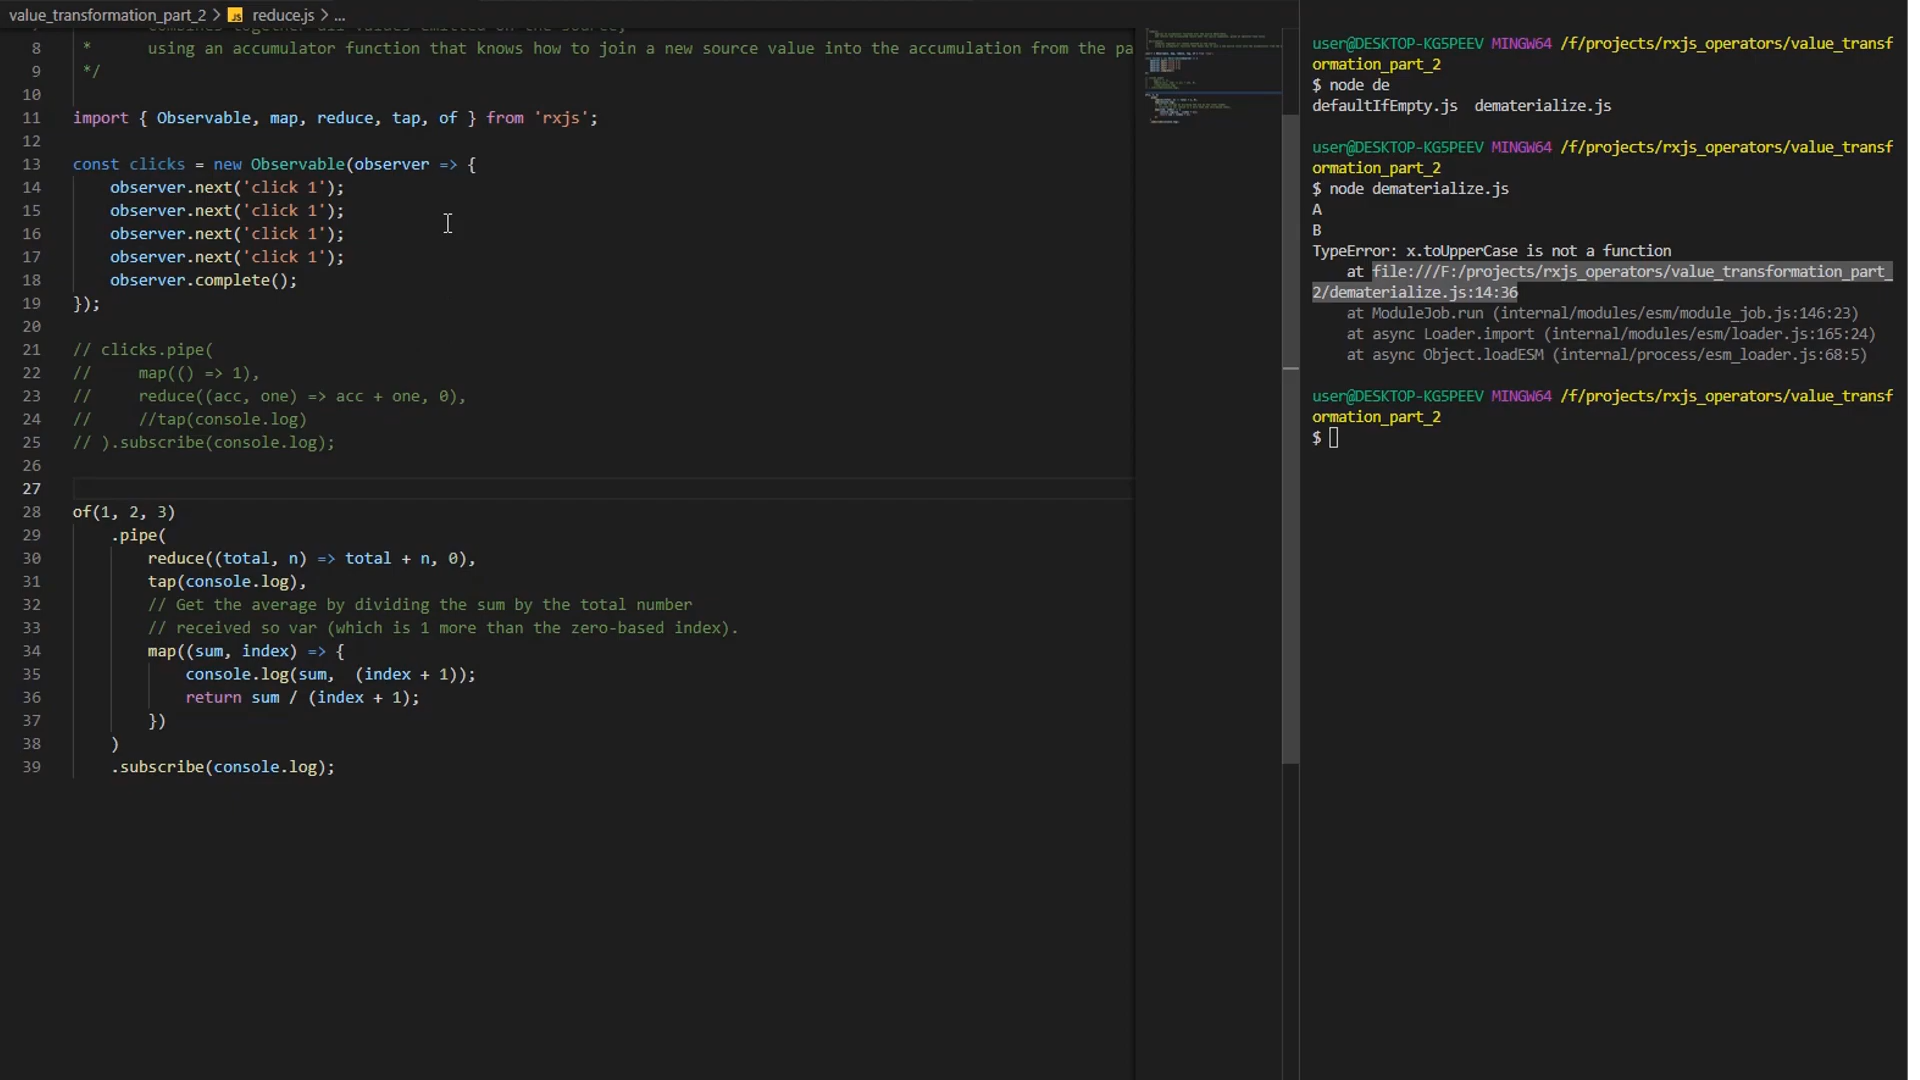 value_transformation_part_2 > JS reduce.js > ...
8 * using an accumulator function that knows how to join a new source value into the accumulation from the pa
9 */
10
11 import { Observable, map, reduce, tap, of } from 'rxjs';
12
13 const clicks = new Observable(observer => {
14 observer.next('click 1');
15 observer.next('click 1');
16 observer.next('click 1');
17 observer.next('click 1');
18 observer.complete();
19 });
20
21 // clicks.pipe(
22 // map(() => 1),
23 // reduce((acc, one) => acc + one, 0),
24 // //tap(console.log)
25 // ).subscribe(console.log);
26
27
28 of(1, 2, 3)
29 .pipe(
30 reduce((total, n) => total + n, 0),
31 tap(console.log),
32 // Get the average by dividing the sum by the total number
33 // received so var (which is 1 more than the zero-based index).
34 map((sum, index) => {
35 console.log(sum,  (index + 1));
36 return sum / (index + 1);
37 })
38 )
39 .subscribe(console.log);
user@DESKTOP-KG5PEEV MINGW64 /f/projects/rxjs_operators/value_transf
ormation_part_2
$ node de
defaultIfEmpty.js dematerialize.js
user@DESKTOP-KG5PEEV MINGW64 /f/projects/rxjs_operators/value_transf
ormation_part_2
$ node dematerialize.js
A
B
TypeError: x.toUpperCase is not a function
at file:///F:/projects/rxjs_operators/value_transformation_part_
2/dematerialize.js:14:36
at ModuleJob.run (internal/modules/esm/module_job.js:146:23)
at async Loader.import (internal/modules/esm/loader.js:165:24)
at async Object.loadESM (internal/process/esm_loader.js:68:5)
user@DESKTOP-KG5PEEV MINGW64 /f/projects/rxjs_operators/value_transf
ormation_part_2
$